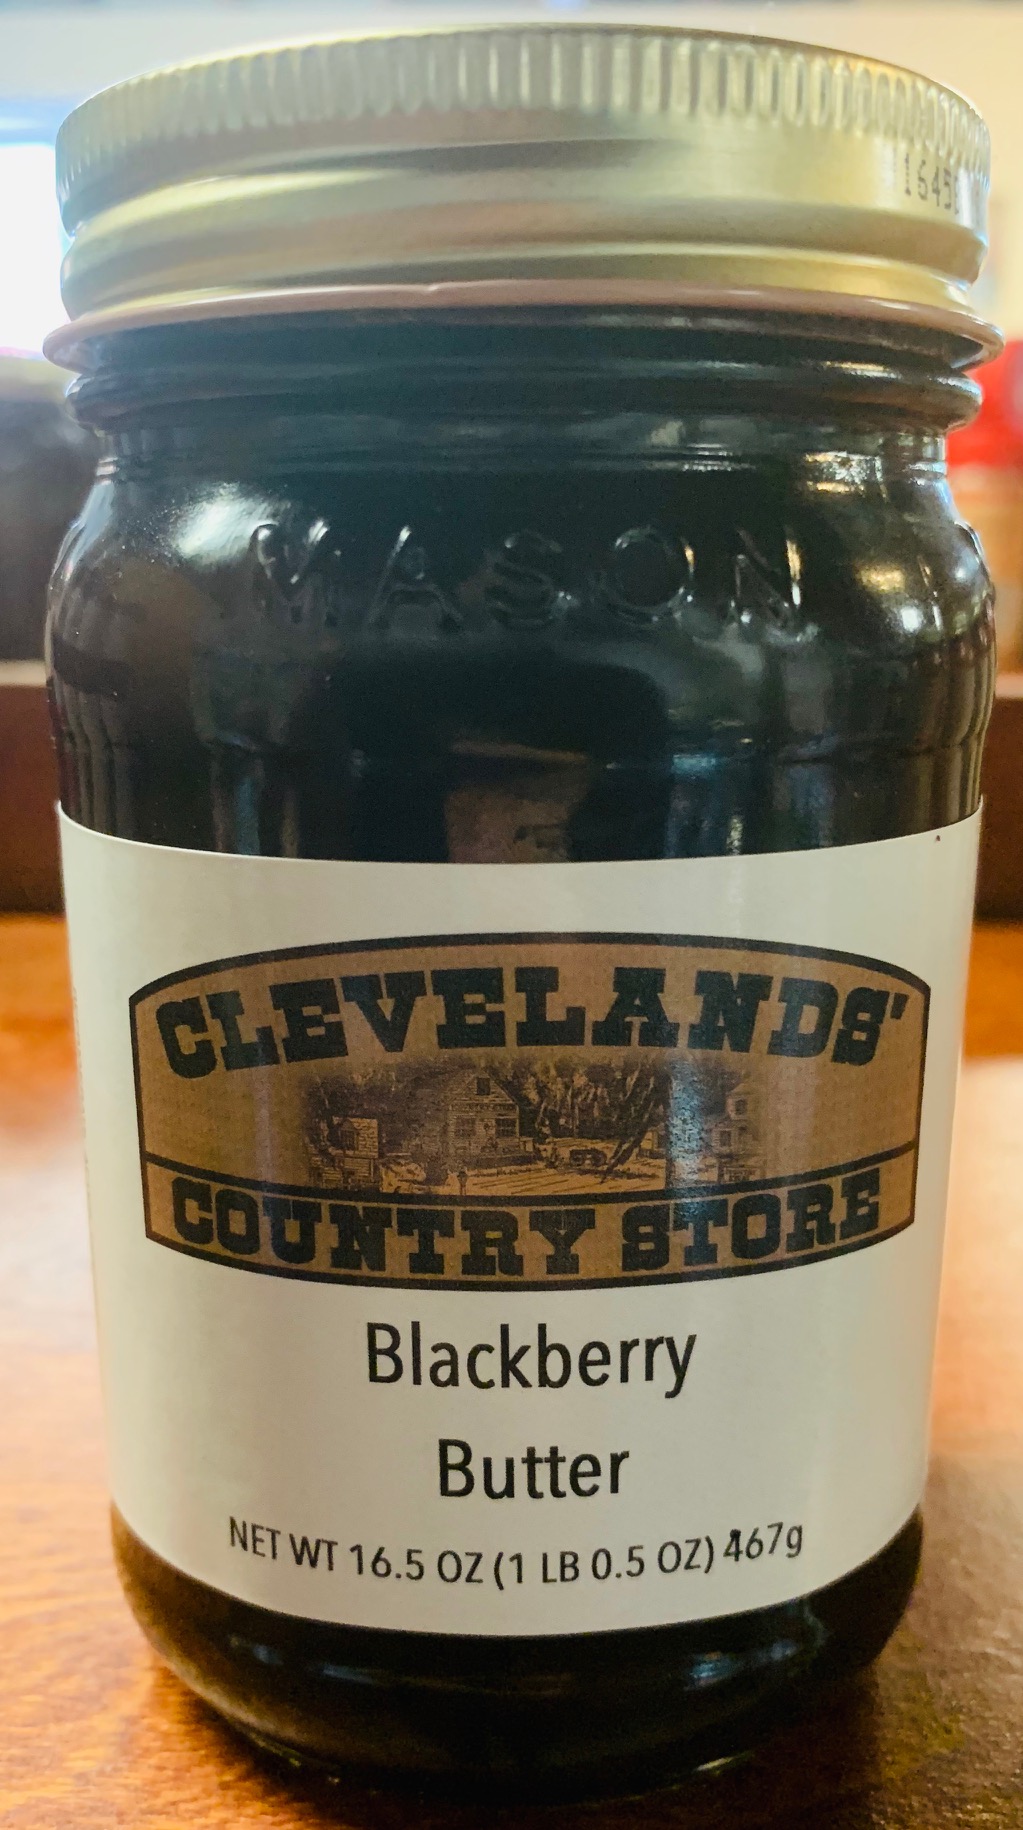 MASON
CLEVELANDS'
COUNTRY STORE
Blackberry
Butter
NET WT 16.5 OZ (1 LB 0.5 OZ) 467g